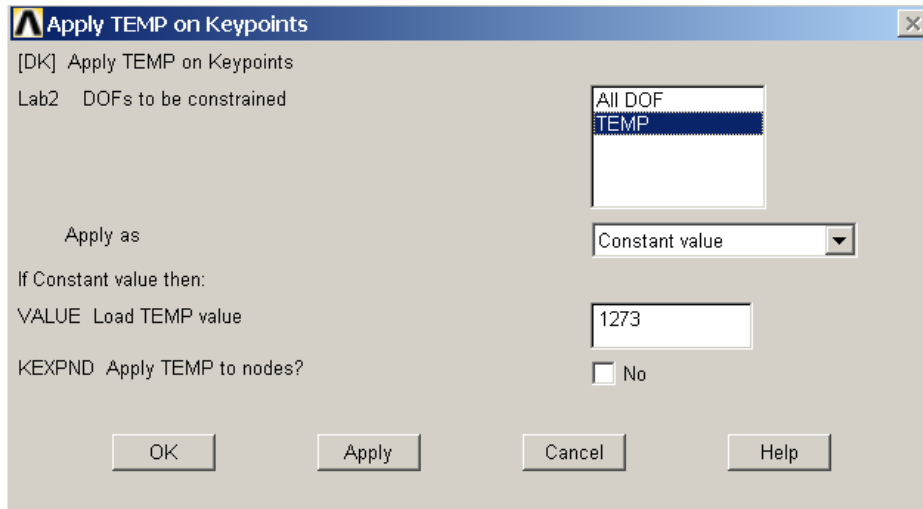 Apply TEMP on Keypoints
[DK] Apply TEMP on Keypoints
Lab2 DOFs to be constrained
All DOF
TEMP
Apply as
Constant value
If Constant value then:
VALUE Load TEMP value
1273
KEXPND Apply TEMP to nodes?
No
OK Apply Cancel Help